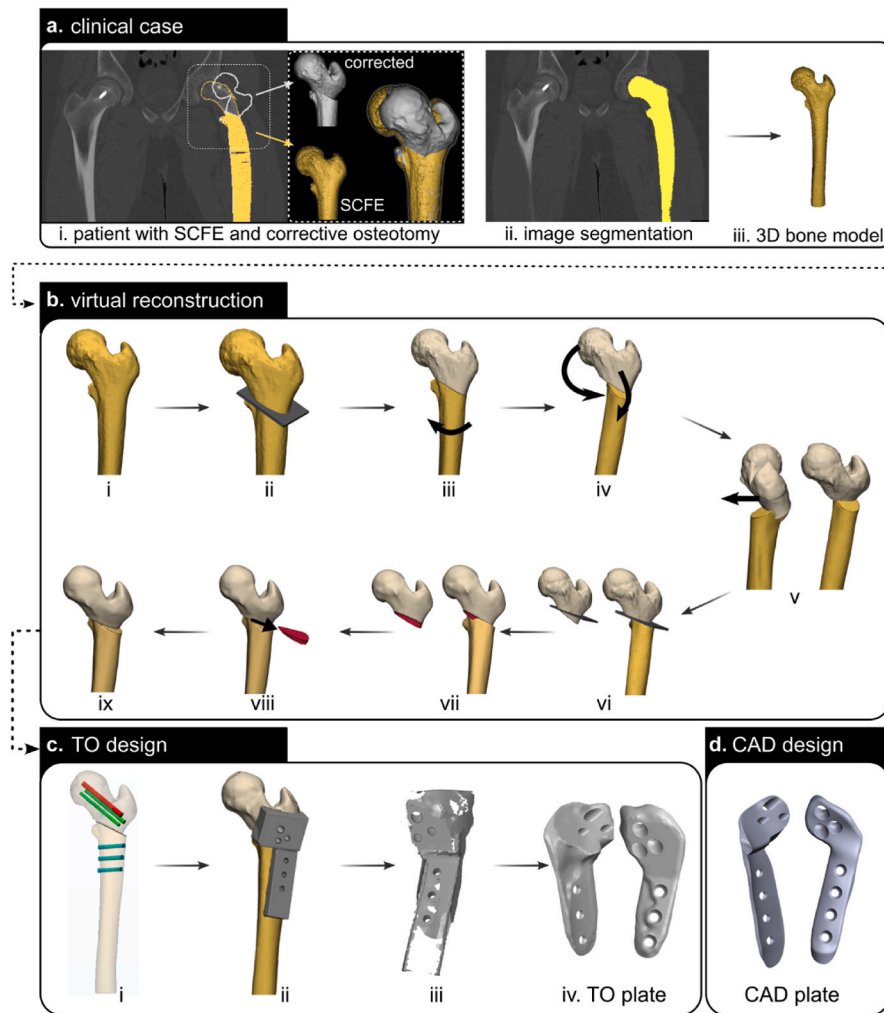 a. clinical case
corrected
SCFE
i. patient with SCFE and corrective osteotomy
ii. image segmentation
iii. 3D bone model
b. virtual reconstruction
i
ii
iii
iv
v
ix
viii
vii
vi
c. TO design
d. CAD design
i
ii
iii
iv. TO plate
CAD plate